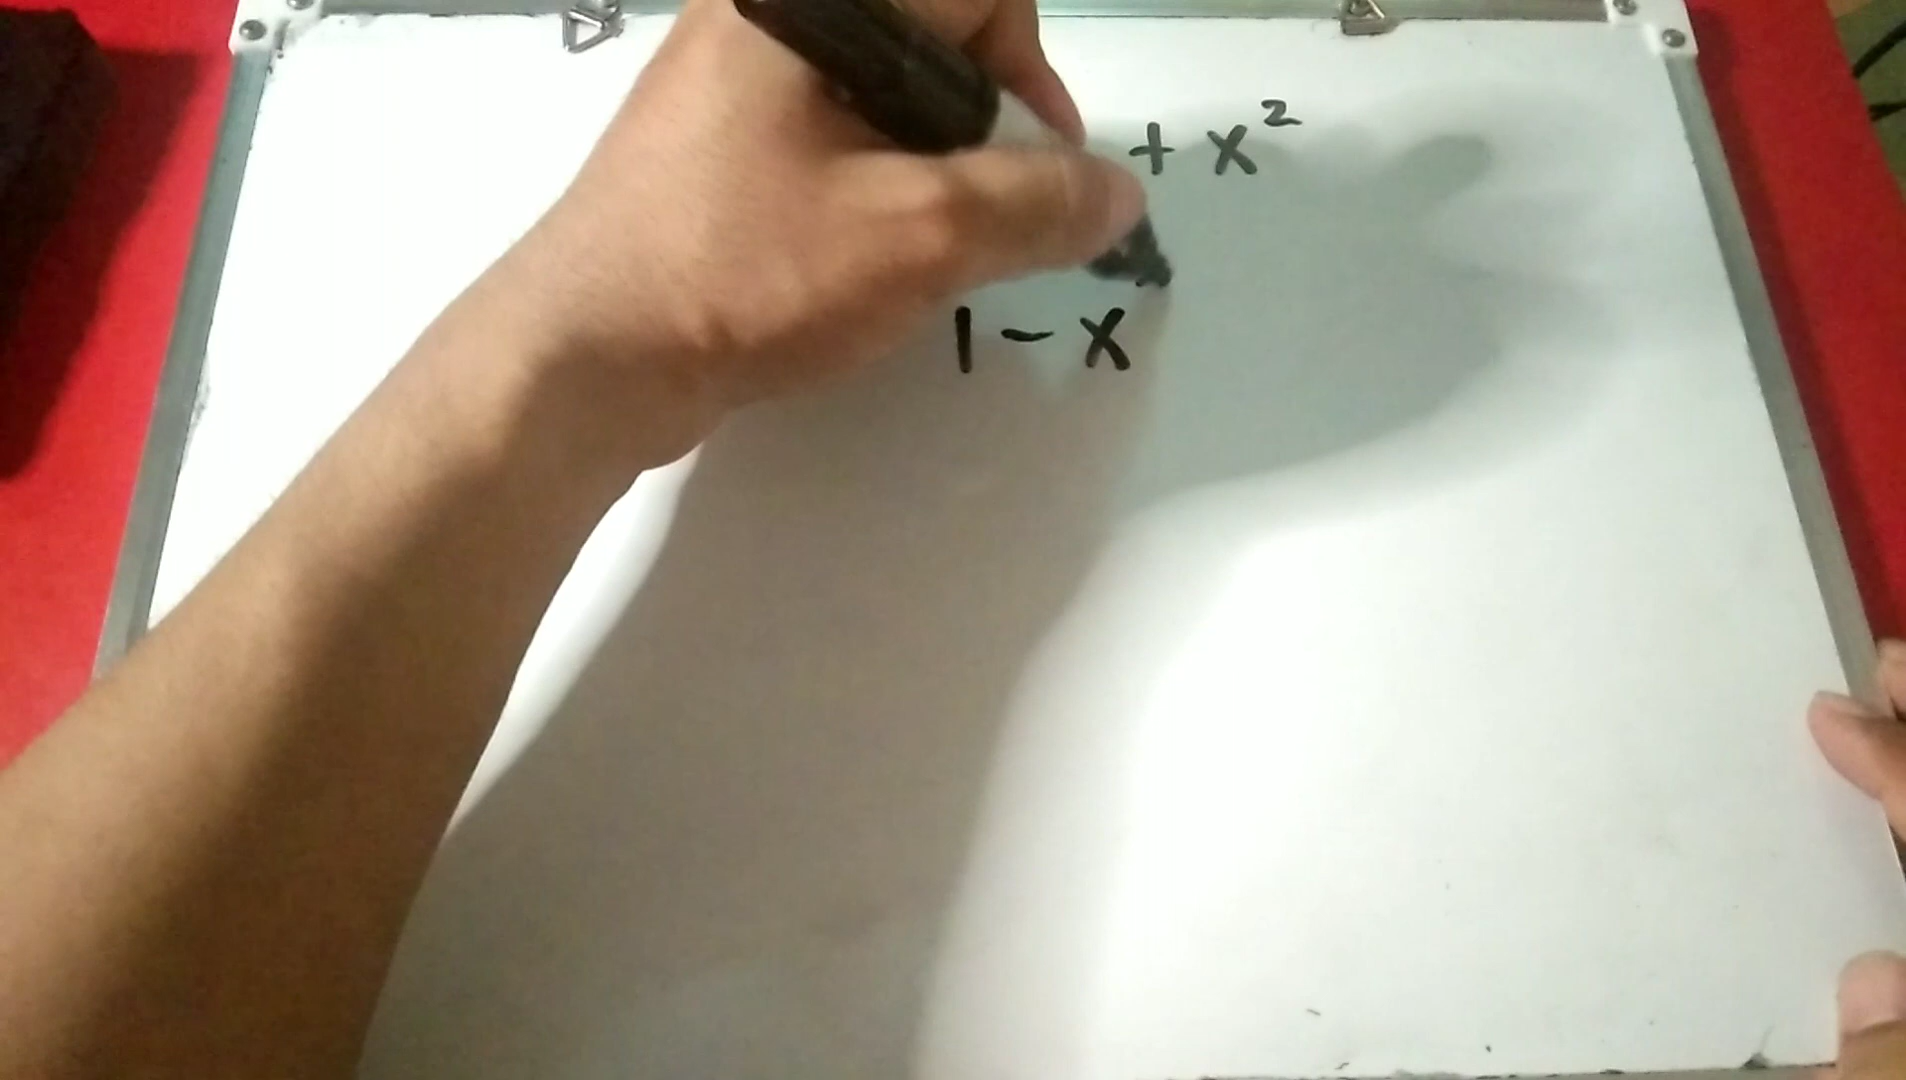 + x²
1 - x